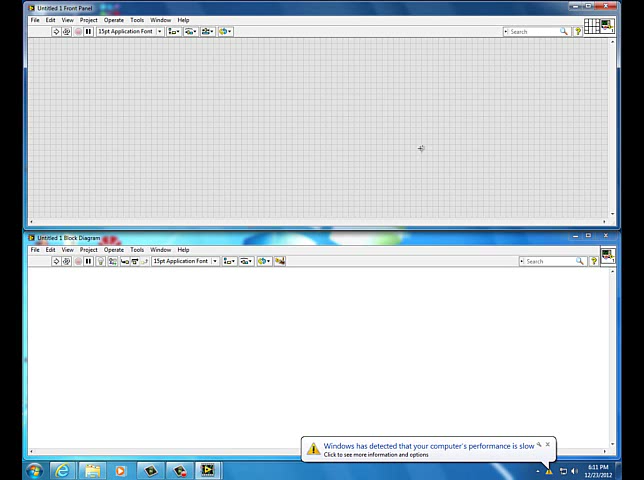 Untitled 1 Front Panel
File Edit View Project Operate Tools Window Help
15pt Application Font
Search
?
1
Untitled 1 Block Diagram
File Edit View Project Operate Tools Window Help
15pt Application Font
Search
?
1
Windows has detected that your computer's performance is slow
Click to see more information and options
6:11 PM
12/23/2012